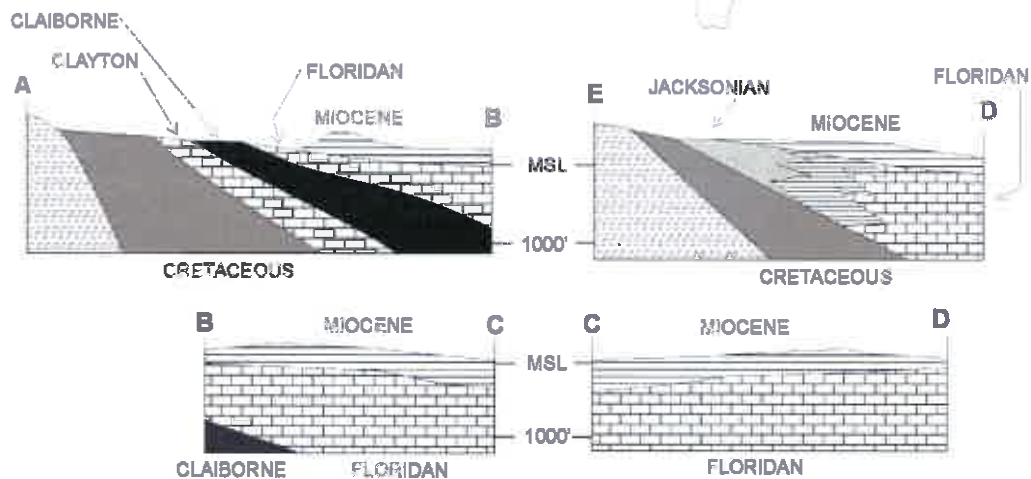 CLAIBORNE
CLAYTON
FLORIDAN
A
MIOCENE
B
CRETACEOUS
MSL
1000'
E
JACKSONIAN
FLORIDAN
D
MIOCENE
CRETACEOUS
B
MIOCENE
C
CLAIBORNE
FLORIDAN
MSL
1000'
C
MIOCENE
D
FLORIDAN